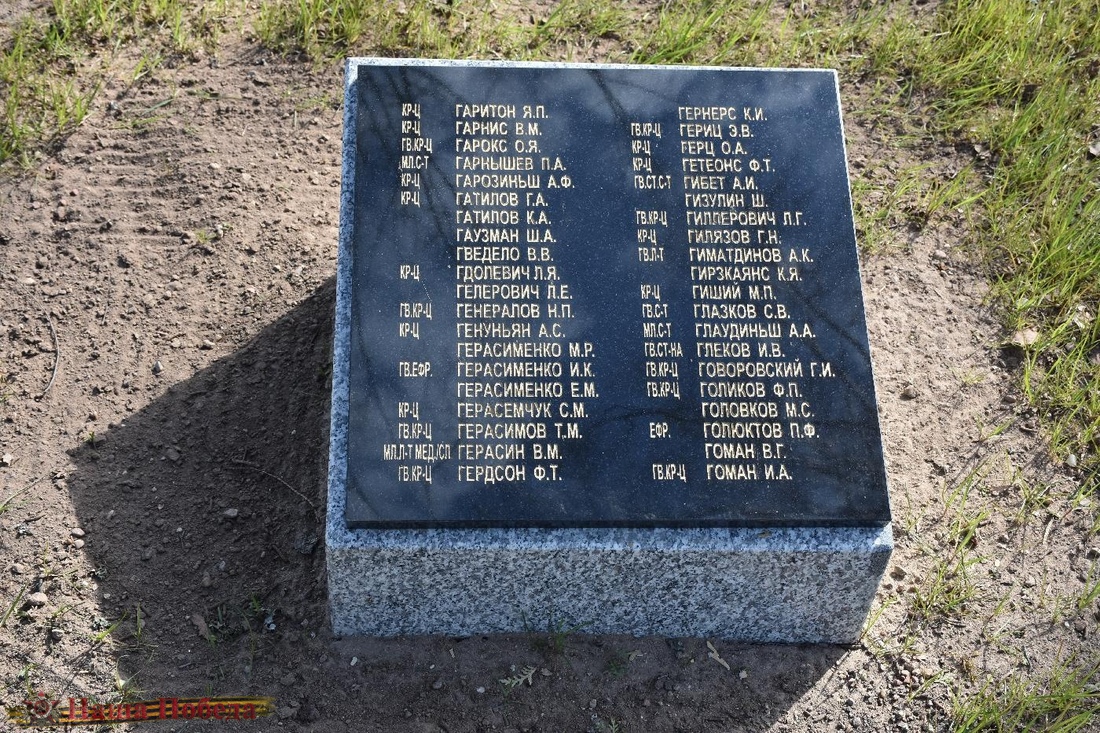 КР-Ц ГАРИТОН Я.П.
КР-Ц ГАРНИС В.М.
ГВ.КР-Ц ГАРОКС О.Я.
МЛ.С-Т ГАРНЫШЕВ П.А.
КР-Ц ГАРОЗИНЬШ А.Ф.
КР-Ц ГАТИЛОВ Г.А.
ГАТИЛОВ К.А.
ГАУЗМАН Ш.А.
ГВЕДЕЛО В.В.
КР-Ц ГДОЛЕВИЧ Л.Я.
ГЕЛЕРОВИЧ Л.Е.
ГВ.КР-Ц ГЕНЕРАЛОВ Н.П.
КР-Ц ГЕНУНЬЯН А.С.
ГЕРАСИМЕНКО М.Р.
ГВ.ЕФР. ГЕРАСИМЕНКО И.К.
ГЕРАСИМЕНКО Е.М.
КР-Ц ГЕРАСЕМЧУК С.М.
ГВ.КР-Ц ГЕРАСИМОВ Т.М.
МЛ.Л-Т МЕД./СЛ ГЕРАСИН В.М.
ГВ.КР-Ц ГЕРДСОН Ф.Т.
ГЕРНЕРС К.И.
ГВ.КР-Ц ГЕРИЦ Э.В.
КР-Ц ГЕРЦ О.А.
КР-Ц ГЕТЕОНС Ф.Т.
ГВ.СТ.С-Т ГИБЕТ А.И.
ГИЗУЛИН Ш.
ГВ.КР-Ц ГИЛЛЕРОВИЧ Л.Г.
КР-Ц ГИЛЯЗОВ Г.Н.
ГВ.Л-Т ГИМАТДИНОВ А.К.
ГИРЗКАЯНС К.Я.
КР-Ц ГИШИЙ М.П.
ГВ.С-Т ГЛАЗКОВ С.В.
МЛ.С-Т ГЛАУДИНЬШ А.А.
ГВ.СТ-НА ГЛЕКОВ И.В.
ГВ.КР-Ц ГОВОРОВСКИЙ Г.И.
ГВ.КР-Ц ГОЛИКОВ Ф.П.
ГОЛОВКОВ М.С.
ЕФР. ГОЛЮКТОВ П.Ф.
ГОМАН В.Г.
ГВ.КР-Ц ГОМАН И.А.
Наша Победа